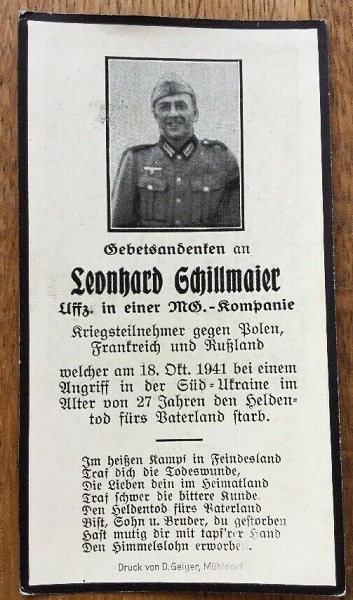 Gebetsandenken an
Leonhard Schillmaier
Uffz. in einer MG.-Kompanie
Kriegsteilnehmer gegen Polen,
Frankreich und Rußland
welcher am 18. Okt. 1941 bei einem
Angriff in der Süd-Ukraine im
Alter von 27 Jahren den Helden-
tod fürs Vaterland starb.
Im heißen Kampf in Feindesland
Traf dich die Todeswunde,
Die Lieben dein im Heimatland
Traf schwer die bittere Kunde.
Den Heldentod fürs Vaterland
Bist, Sohn u. Bruder, du gestorben
Hast mutig dir mit tapf'rer Hand
Den Himmelslohn erworben.
Druck von D. Geiger, Mühldorf